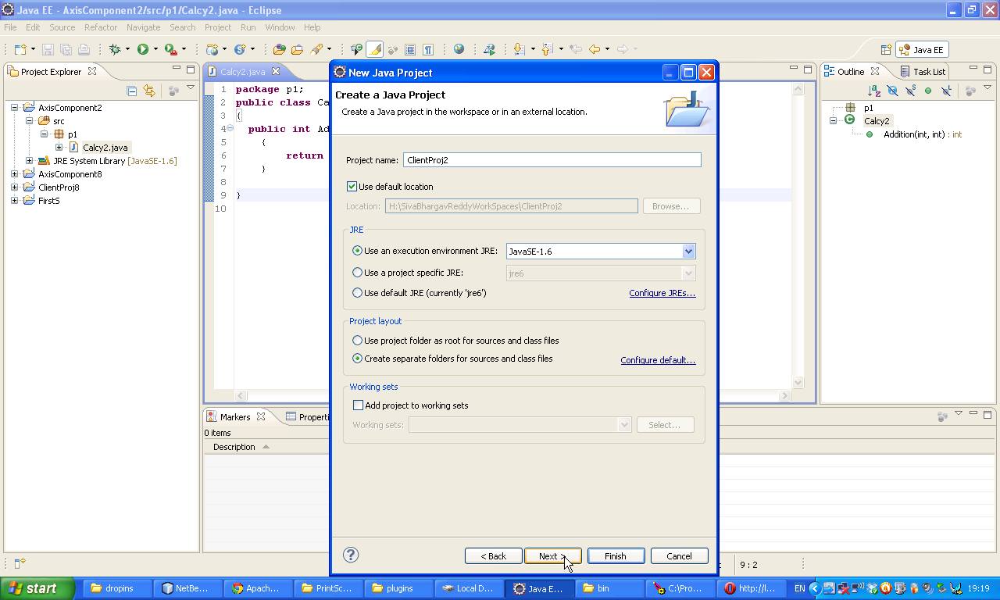 Java EE - AxisComponent2/src/p1/Calcy2.java - Eclipse
File Edit Source Refactor Navigate Search Project Run Window Help
Java EE
Project Explorer
AxisComponent2
src
p1
Calcy2.java
JRE System Library [JavaSE-1.6]
AxisComponent8
ClientProj8
FirstS
Calcy2.java
1 package p1;
2 public class Ca
3 {
4 public int Ad
5 {
6 return
7 }
8
9 }
10
New Java Project
Create a Java Project
Create a Java project in the workspace or in an external location.
Project name: ClientProj2
Use default location
Location: H:\SivaBhargavReddyWorkSpaces\ClientProj2 Browse...
JRE
Use an execution environment JRE: JavaSE-1.6
Use a project specific JRE: jre6
Use default JRE (currently 'jre6') Configure JREs...
Project layout
Use project folder as root for sources and class files
Create separate folders for sources and class files Configure default...
Working sets
Add project to working sets
Working sets: Select...
? < Back Next > Finish Cancel
Outline Task List
p1
Calcy2
Addition(int, int) : int
Markers Properti
0 items
Description
9 : 2
start dropins NetBe... Apach... PrintSc... plugins Local D... Java E... bin C:\Pro... http://l... EN 19:19